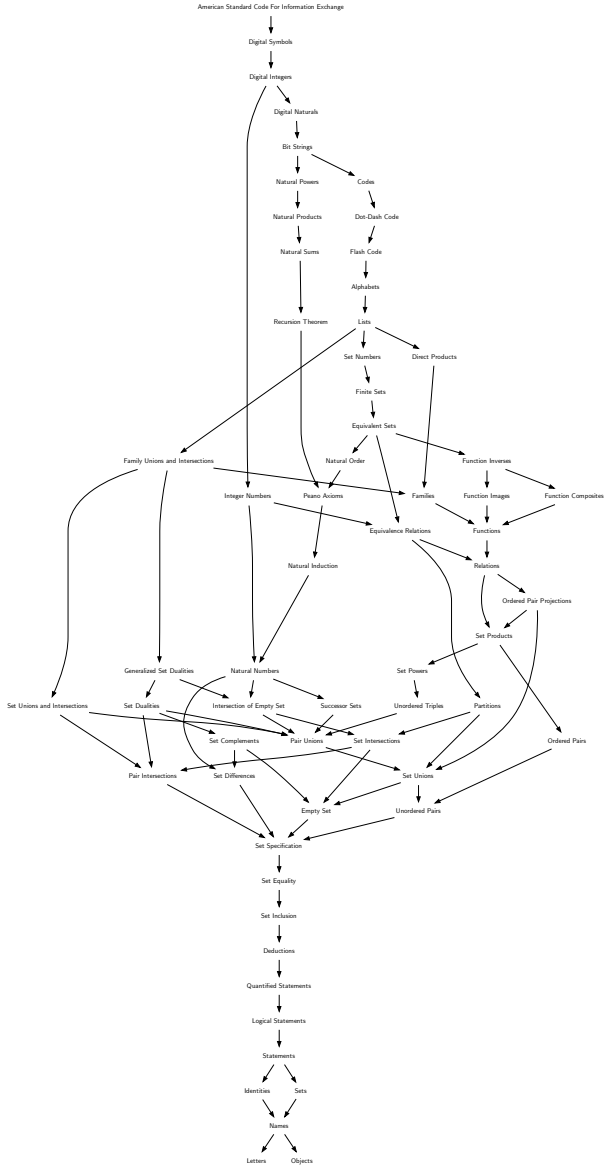 American Standard Code For Information Exchange
Digital Symbols
Digital Integers
Digital Naturals
Bit Strings
Natural Powers
Codes
Natural Products
Dot-Dash Code
Natural Sums
Flash Code
Alphabets
Recursion Theorem
Lists
Set Numbers
Direct Products
Finite Sets
Equivalent Sets
Family Unions and Intersections
Natural Order
Function Inverses
Integer Numbers
Peano Axioms
Families
Function Images
Function Composites
Equivalence Relations
Functions
Natural Induction
Relations
Ordered Pair Projections
Set Products
Generalized Set Dualities
Natural Numbers
Set Powers
Set Unions and Intersections
Set Dualities
Intersection of Empty Set
Successor Sets
Unordered Triples
Partitions
Set Complements
Pair Unions
Set Intersections
Ordered Pairs
Pair Intersections
Set Differences
Set Unions
Empty Set
Unordered Pairs
Set Specification
Set Equality
Set Inclusion
Deductions
Quantified Statements
Logical Statements
Statements
Identities
Sets
Names
Letters
Objects